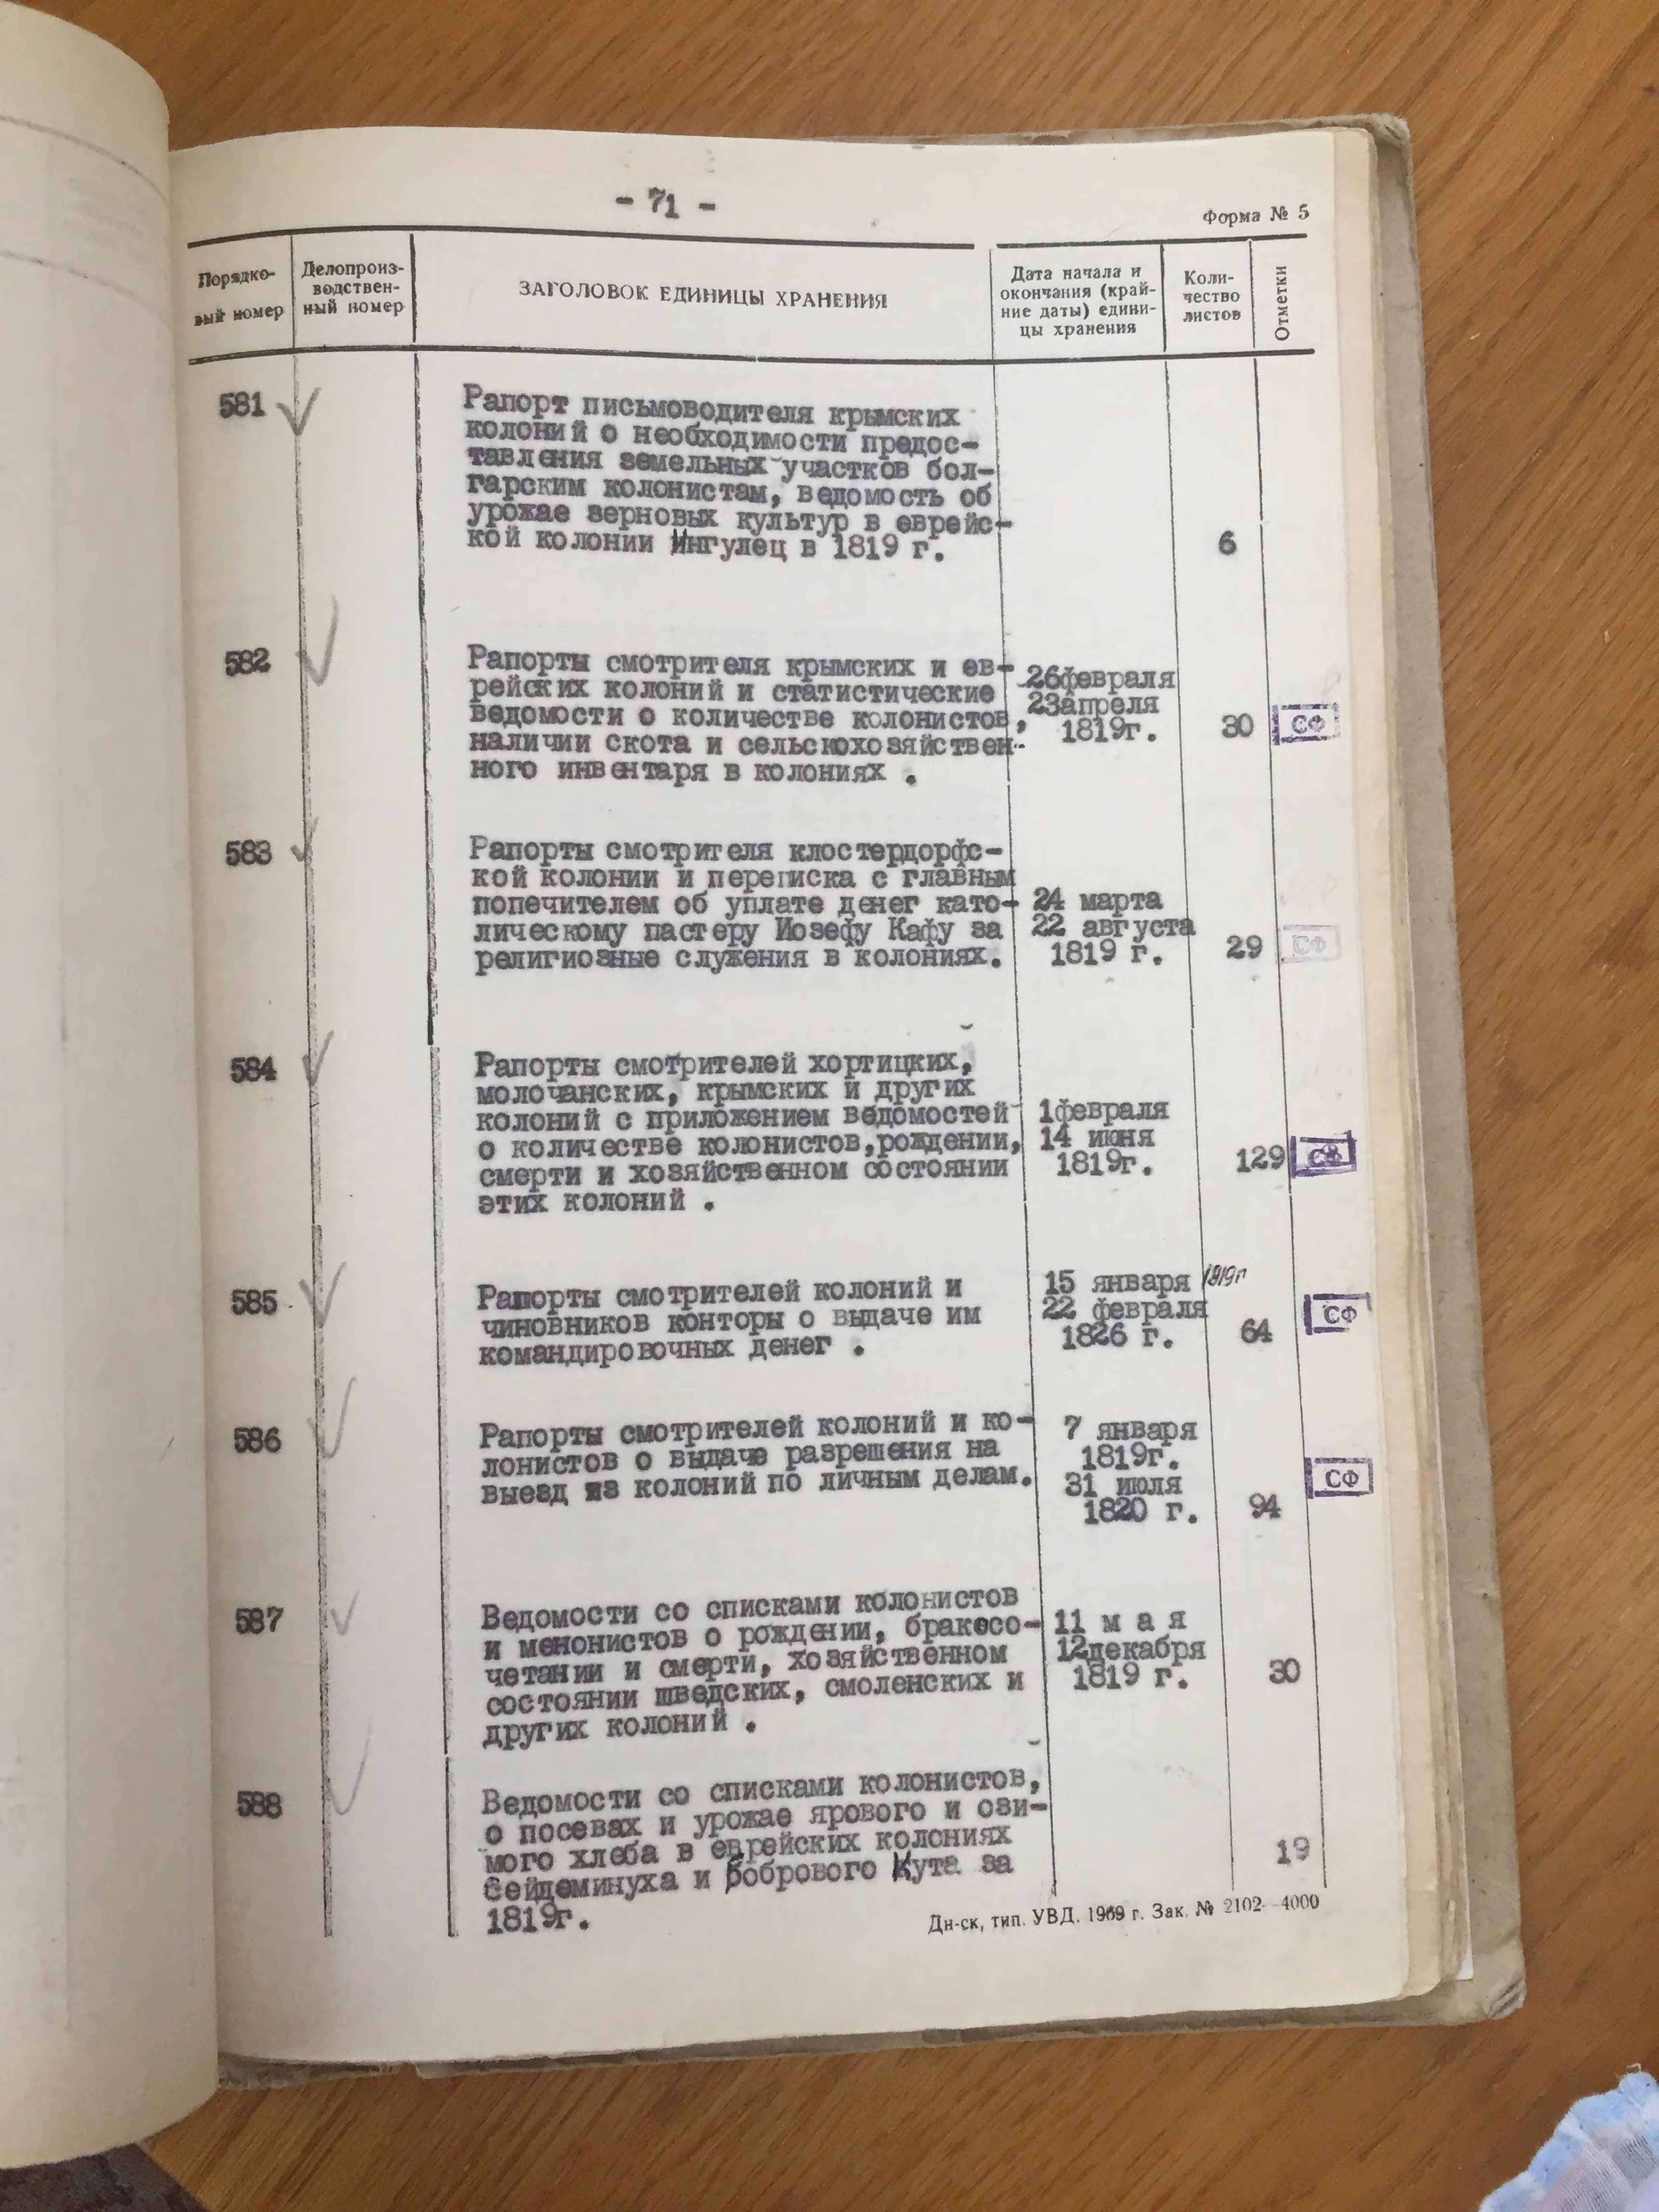 - 71 -
Форма № 5
Порядко-
вый номер
Делопроиз-
водствен-
ный номер
ЗАГОЛОВОК ЕДИНИЦЫ ХРАНЕНИЯ
Дата начала и
окончания (край-
ние даты) едини-
цы хранения
Коли-
чество
листов
Отметки
581
Рапорт письмоводителя крымских
колоний о необходимости предос-
тавления земельных участков бол-
гарским колонистам, ведомость об
урожае зерновых культур в еврейс-
кой колонии Ингулец в 1819 г.
6
582
Рапорты смотрителя крымских и ев-
рейских колоний и статистические
ведомости о количестве колонистов,
наличии скота и сельскохозяйствен-
ного инвентаря в колониях .
26февраля
23апреля
1819г.
30
СФ
583
Рапорты смотрителя клостердорфс-
кой колонии и переписка с главным
попечителем об уплате денег като-
лическому пастеру Иозефу Кафу за
религиозные служения в колониях.
24 марта
22 августа
1819 г.
29
СФ
584
Рапорты смотрителей хортицких,
молочанских, крымских и других
колоний с приложением ведомостей
о количестве колонистов,рождении,
смерти и хозяйственном состоянии
этих колоний .
1февраля
14 июня
1819г.
129
СФ
585
Рапорты смотрителей колоний и
чиновников конторы о выдаче им
командировочных денег .
15 января 1819г
22 февраля
1826 г.
64
СФ
586
Рапорты смотрителей колоний и ко-
лонистов о выдаче разрешения на
выезд из колоний по личным делам.
7 января
1819г.
31 июля
1820 г.
94
СФ
587
Ведомости со списками колонистов
и менонистов о рождении, бракосо-
четании и смерти, хозяйственном
состоянии шведских, смоленских и
других колоний .
11 м а я
12декабря
1819 г.
30
588
Ведомости со списками колонистов,
о посевах и урожае ярового и ози-
мого хлеба в еврейских колониях
Сейдеминуха и Бобрового Кута за
1819г.
19
Дн-ск, тип. УВД. 1969 г. Зак. № 2102—4000